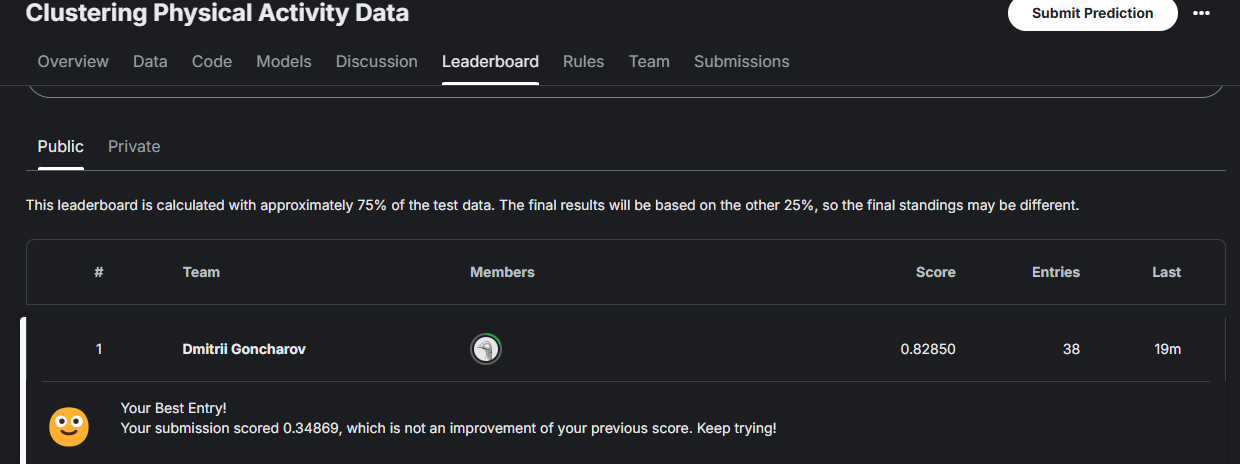 Clustering Physical Activity Data
Submit Prediction
Overview Data Code Models Discussion Leaderboard Rules Team Submissions
Public Private
This leaderboard is calculated with approximately 75% of the test data. The final results will be based on the other 25%, so the final standings may be different.
# Team Members Score Entries Last
1 Dmitrii Goncharov 0.82850 38 19m
Your Best Entry!
Your submission scored 0.34869, which is not an improvement of your previous score. Keep trying!